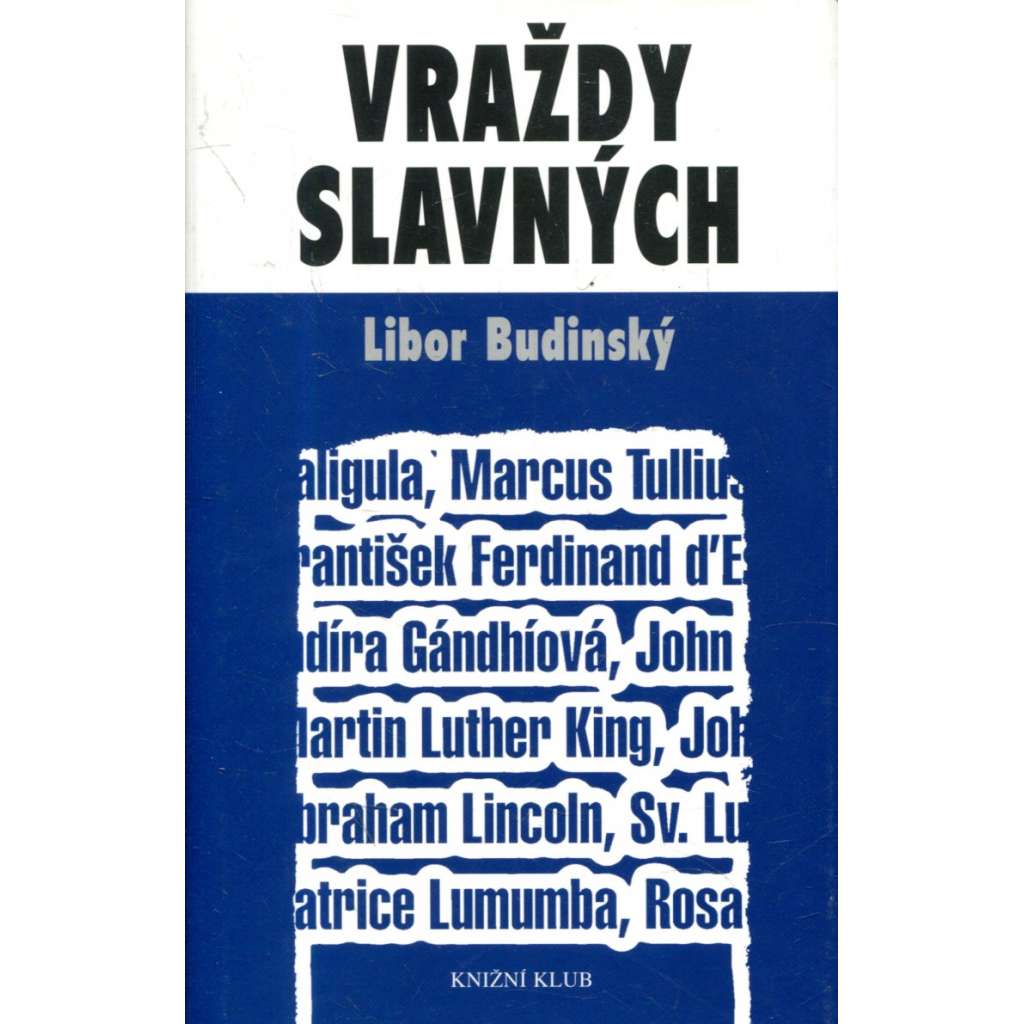 VRAŽDY
SLAVNÝCH
Libor Budinský
aligula, Marcus Tullius
rantišek Ferdinand d'E
ndíra Gándhíová, John
artin Luther King, Joh
braham Lincoln, Sv. Lu
atrice Lumumba, Rosa
KNIŽNÍ KLUB